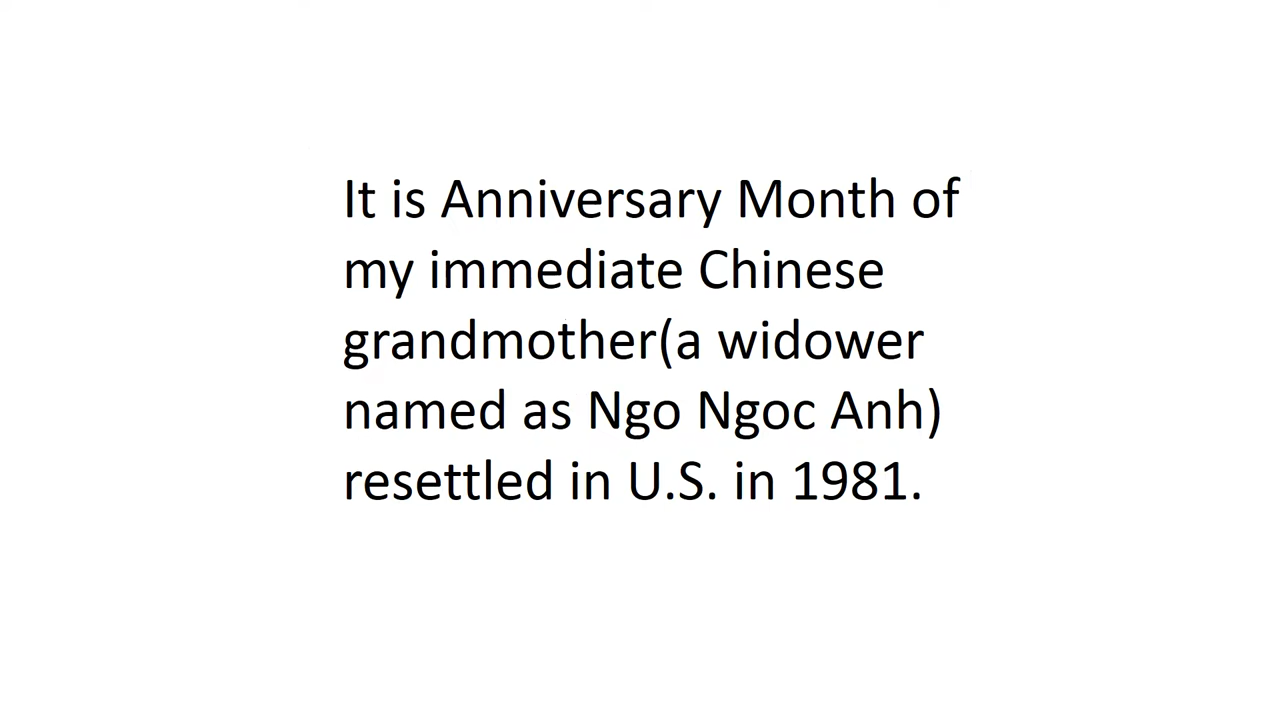 It is Anniversary Month of
my immediate Chinese
grandmother(a widower
named as Ngo Ngoc Anh)
resettled in U.S. in 1981.